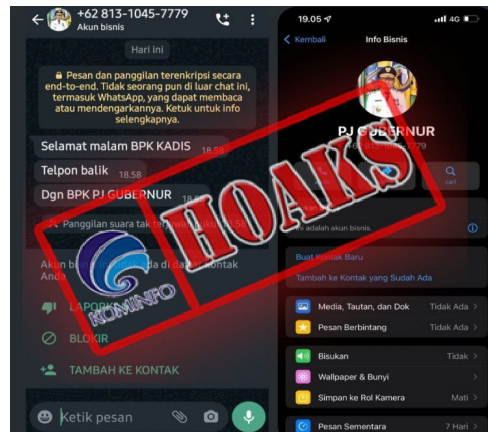 +62 813-1045-7779
Akun bisnis
Hari ini
Pesan dan panggilan terenkripsi secara
end-to-end. Tidak seorang pun di luar chat ini,
termasuk WhatsApp, yang dapat membaca
atau mendengarkannya. Ketuk untuk info
selengkapnya.
Selamat malam BPK KADIS 18.58
Telpon balik 18.58
Dgn BPK PJ GUBERNUR
Panggilan suara tak
Akun
kontak
Anda
LAPORK
BLOKIR
TAMBAH KE KONTAK
Ketik pesan
19.05
4G
Kembali
Info Bisnis
PJ GUBERNUR
cari
ini adalah akun bisnis.
Buat Kontak Baru
Tambah ke Kontak yang Sudah Ada
Media, Tautan, dan Dok Tidak Ada
Pesan Berbintang Tidak Ada
Bisukan Tidak
Wallpaper & Bunyi
Simpan ke Rol Kamera Mati
Pesan Sementara 7 Hari
HOAKS
KOMINFO